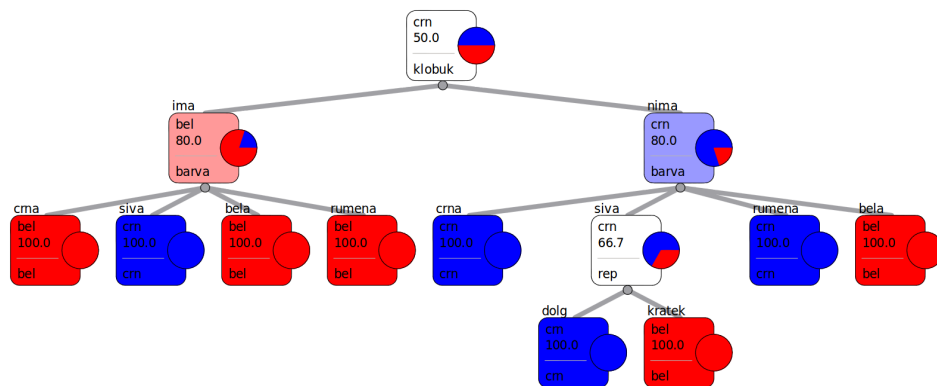 crn
50.0
klobuk
ima
nima
bel
80.0
barva
crn
80.0
barva
crna
siva
bela
rumena
crna
siva
rumena
bela
bel
100.0
bel
crn
100.0
crn
bel
100.0
bel
bel
100.0
bel
crn
100.0
crn
crn
66.7
rep
crn
100.0
crn
bel
100.0
bel
dolg
kratek
crn
100.0
crn
bel
100.0
bel